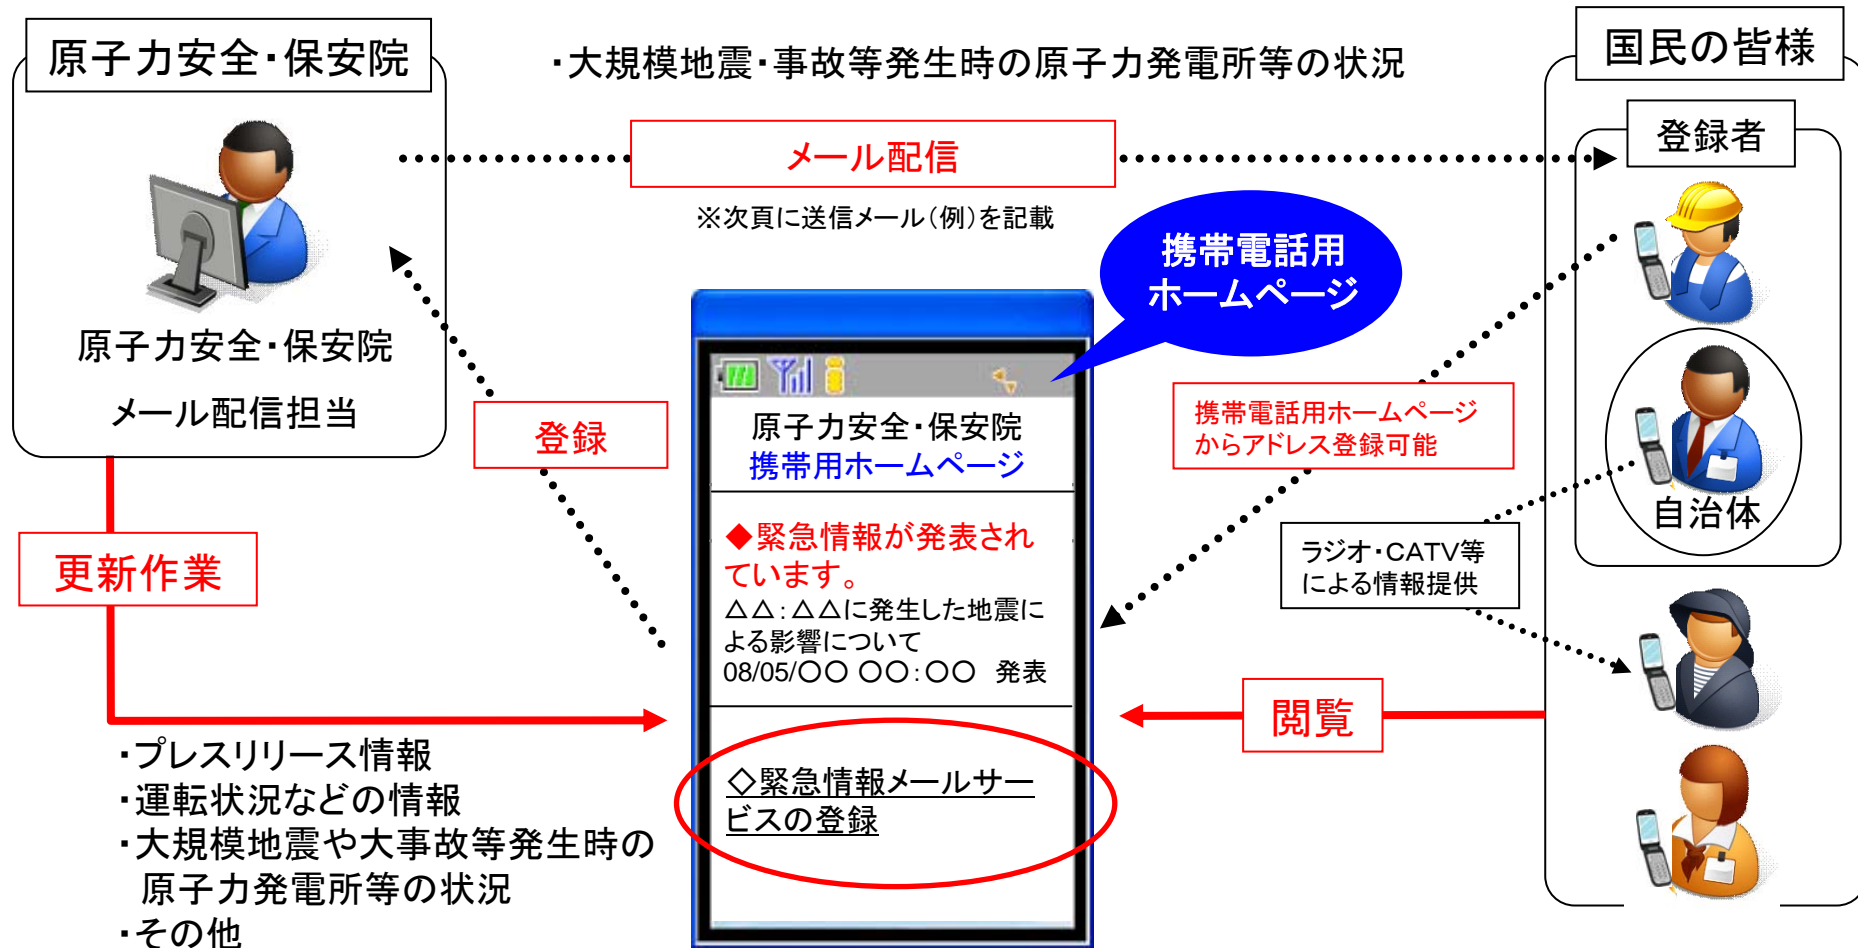 原子力安全・保安院
・大規模地震・事故等発生時の原子力発電所等の状況
国民の皆様
メール配信
登録者
※次頁に送信メール（例）を記載
携帯電話用
ホームページ
原子力安全・保安院
メール配信担当
登録
原子力安全・保安院
携帯用ホームページ
携帯電話用ホームページ
からアドレス登録可能
自治体
◆緊急情報が発表され
ています。
△△：△△に発生した地震に
よる影響について
08/05/〇〇 〇〇：〇〇　発表
ラジオ・CATV等
による情報提供
更新作業
閲覧
・プレスリリース情報
・運転状況などの情報
・大規模地震や大事故等発生時の
原子力発電所等の状況
・その他
◇緊急情報メールサー
ビスの登録